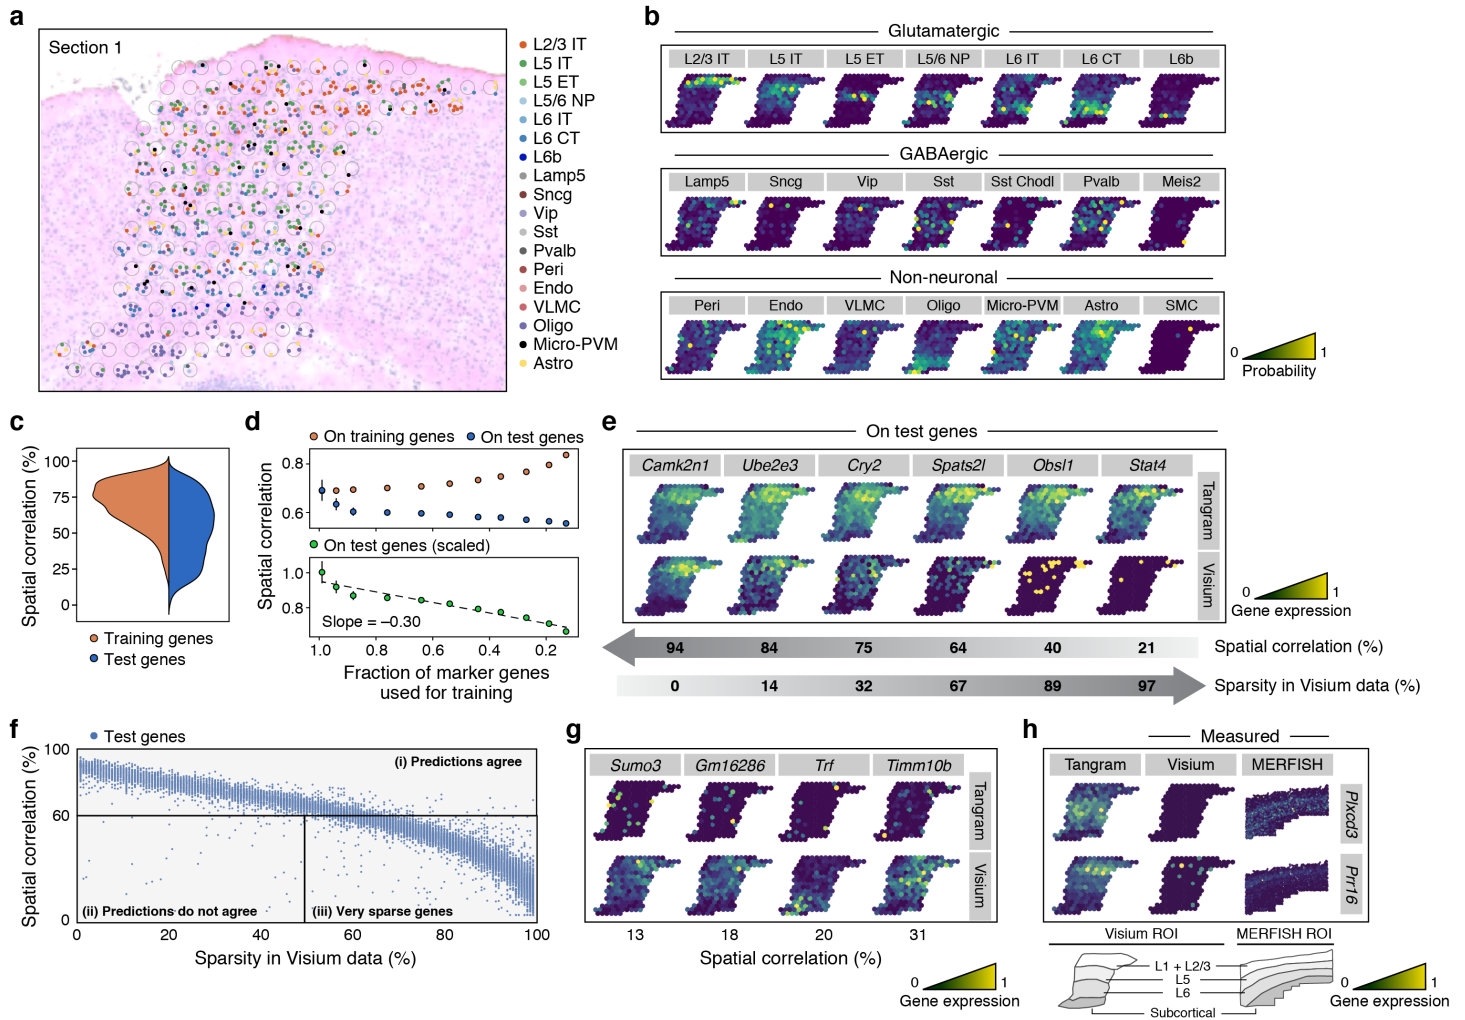 a
Section 1
L2/3 IT
L5 IT
L5 ET
L5/6 NP
L6 IT
L6 CT
L6b
Lamp5
Sncg
Vip
Sst
Pvalb
Peri
Endo
VLMC
Oligo
Micro-PVM
Astro
b
Glutamatergic
L2/3 IT L5 IT L5 ET L5/6 NP L6 IT L6 CT L6b
GABAergic
Lamp5 Sncg Vip Sst Sst Chodl Pvalb Meis2
Non-neuronal
Peri Endo VLMC Oligo Micro-PVM Astro SMC
0 1
Probability
c
Spatial correlation (%)
100
75
50
25
0
Training genes
Test genes
d
On training genes On test genes
Spatial correlation
0.8
0.6
On test genes (scaled)
1.0
0.8
Slope = –0.30
1.0 0.8 0.6 0.4 0.2
Fraction of marker genes
used for training
e
On test genes
Camk2n1 Ube2e3 Cry2 Spats2l Obsl1 Stat4
Tangram
Visium
0 1
Gene expression
94 84 75 64 40 21 Spatial correlation (%)
0 14 32 67 89 97 Sparsity in Visium data (%)
f
Test genes
Spatial correlation (%)
100
60
0
(i) Predictions agree
(ii) Predictions do not agree
(iii) Very sparse genes
0 20 40 60 80 100
Sparsity in Visium data (%)
g
Sumo3 Gm16286 Trf Timm10b
Tangram
Visium
13 18 20 31
Spatial correlation (%)
0 1
Gene expression
h
Measured
Tangram Visium MERFISH
Plxcd3
Prr16
Visium ROI MERFISH ROI
L1 + L2/3
L5
L6
Subcortical
0 1
Gene expression